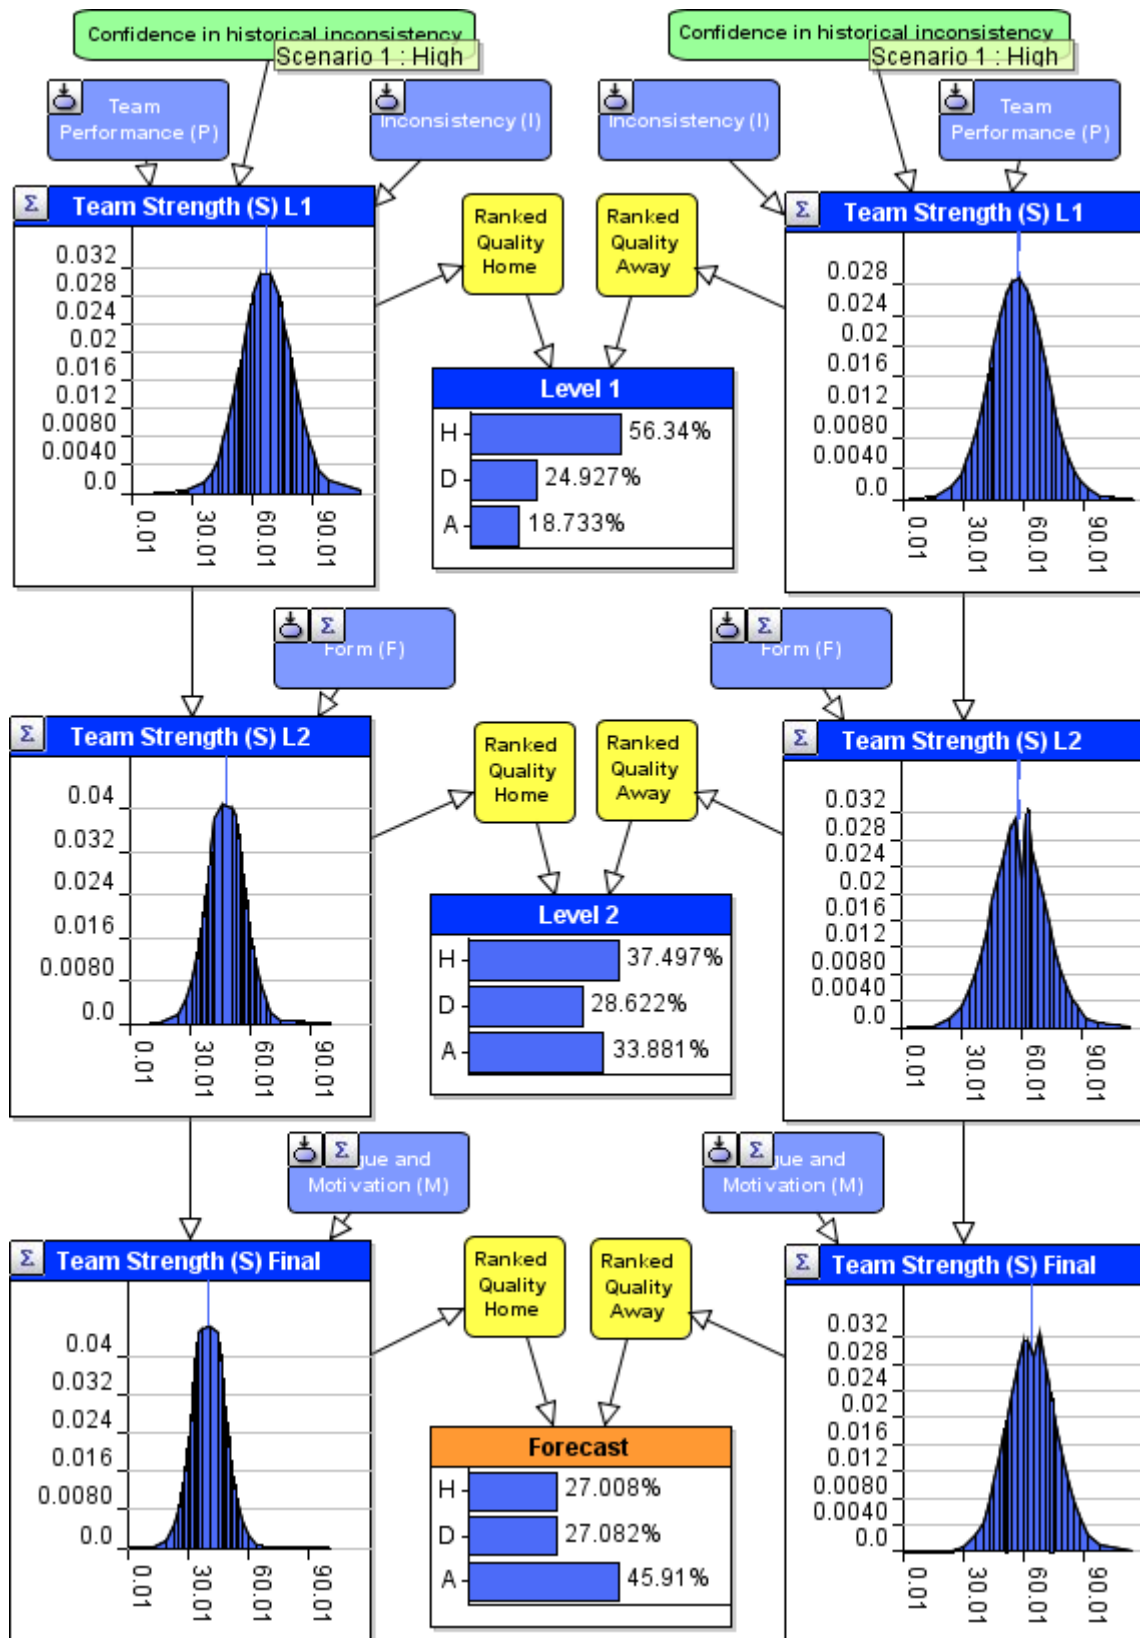 Confidence in historical inconsistency
Scenario 1 : High
Confidence in historical inconsistency
Scenario 1 : High
Team
Performance (P)
Inconsistency (I)
Inconsistency (I)
Team
Performance (P)
Σ Team Strength (S) L1
0.032
0.028
0.024
0.02
0.016
0.012
0.0080
0.0040
0.0
0.01
30.01
60.01
90.01
Ranked
Quality
Home
Ranked
Quality
Away
Level 1
H 56.34%
D 24.927%
A 18.733%
Σ Team Strength (S) L1
0.028
0.024
0.02
0.016
0.012
0.0080
0.0040
0.0
0.01
30.01
60.01
90.01
Σ
Form (F)
Σ
Form (F)
Σ Team Strength (S) L2
0.04
0.032
0.024
0.016
0.0080
0.0
0.01
30.01
60.01
90.01
Ranked
Quality
Home
Ranked
Quality
Away
Level 2
H 37.497%
D 28.622%
A 33.881%
Σ Team Strength (S) L2
0.032
0.028
0.024
0.02
0.016
0.012
0.0080
0.0040
0.0
0.01
30.01
60.01
90.01
Σ
gue and
Motivation (M)
Σ
gue and
Motivation (M)
Σ Team Strength (S) Final
0.04
0.032
0.024
0.016
0.0080
0.0
0.01
30.01
60.01
90.01
Ranked
Quality
Home
Ranked
Quality
Away
Forecast
H 27.008%
D 27.082%
A 45.91%
Σ Team Strength (S) Final
0.032
0.028
0.024
0.02
0.016
0.012
0.0080
0.0040
0.0
0.01
30.01
60.01
90.01